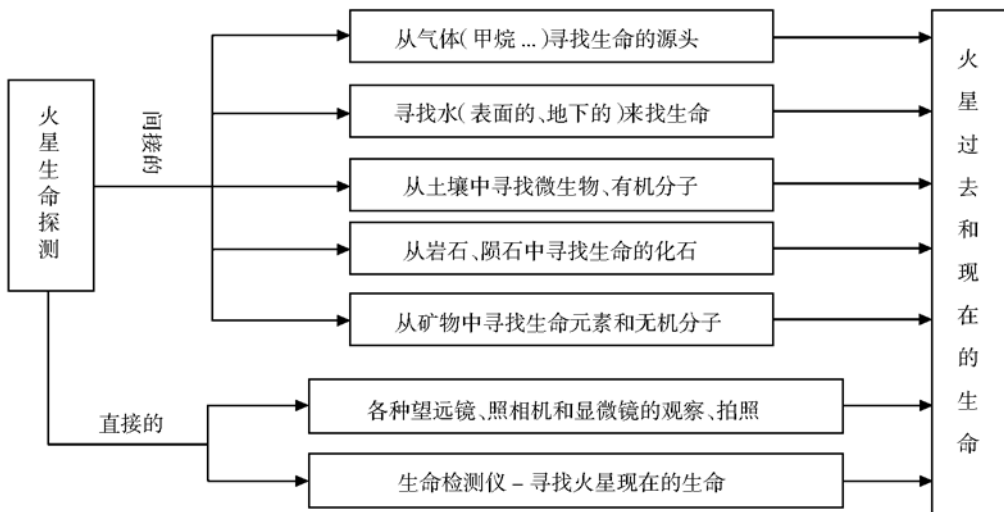 火星生命探测
间接的
从气体(甲烷...)寻找生命的源头
寻找水(表面的、地下的)来找生命
从土壤中寻找微生物、有机分子
从岩石、陨石中寻找生命的化石
从矿物中寻找生命元素和无机分子
直接的
各种望远镜、照相机和显微镜的观察、拍照
生命检测仪－寻找火星现在的生命
火星过去和现在的生命